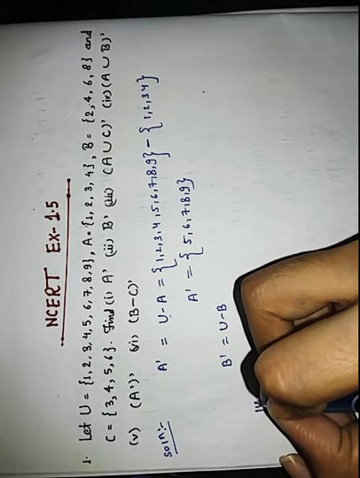 NCERT Ex-1.5
1. Let U = {1,2,3,4,5,6,7,8,9}, A = {1,2,3,4}, B = {2,4,6,8} and
C = {3,4,5,6}. Find (i) A' (ii) B' (iii) (A∪C)' (iv) (A∪B)'
(v) (A')' (vi) (B-C)'
Soln:- A' = U-A = {1,2,3,4,5,6,7,8,9} - {1,2,3,4}
A' = {5,6,7,8,9}
B' = U-B